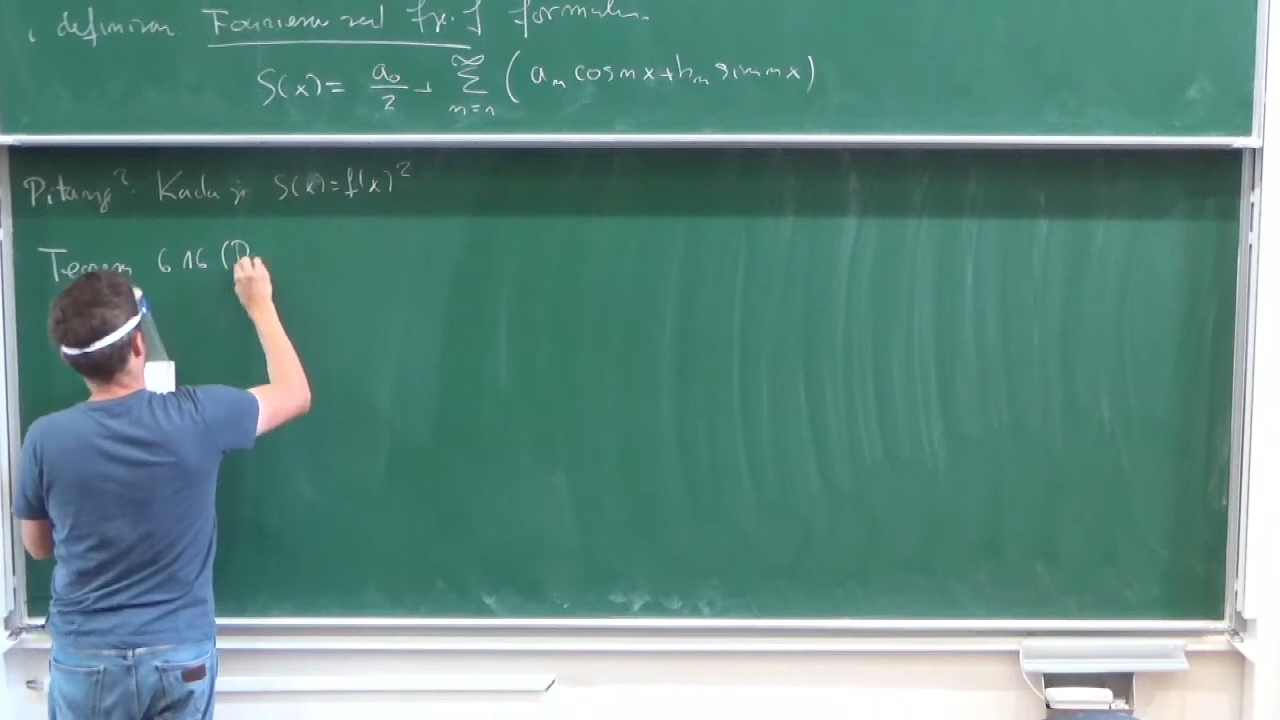 i definiran Fourierov red fje. f formulom
S(x) = a₀/2 + ∑_{n=1}^{∞} (aₙ cos nx + bₙ sin nx)
Pitanje: Kada je S(x) = f(x)?
Teorem 6.16 (D